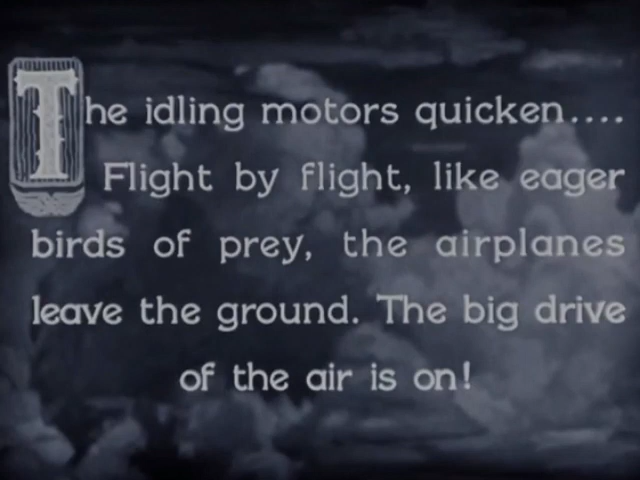 The idling motors quicken....
Flight by flight, like eager
birds of prey, the airplanes
leave the ground. The big drive
of the air is on!